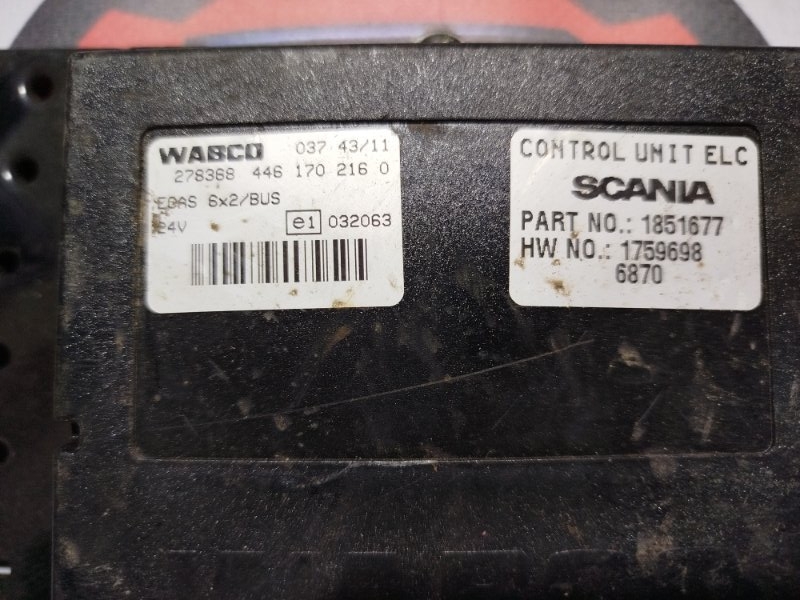 WABCO 037 43/11
278368 446 170 216 0
ECAS 6x2/BUS
24V e1 032063
CONTROL UNIT ELC
SCANIA
PART NO.: 1851677
HW NO.: 1759698
6870